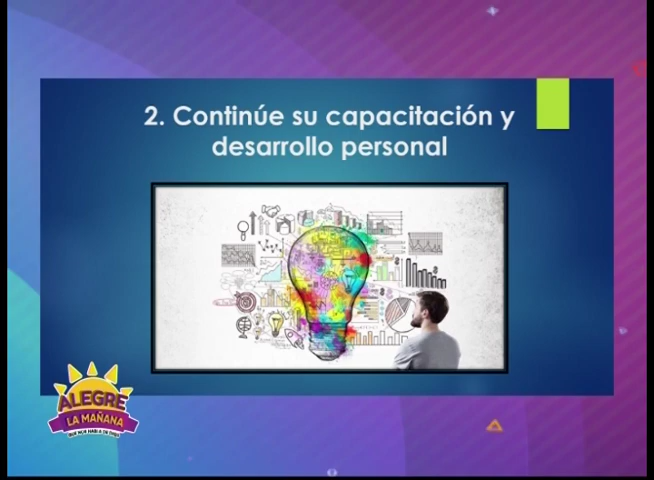 2. Continúe su capacitación y
desarrollo personal
ALEGRE
LA MAÑANA